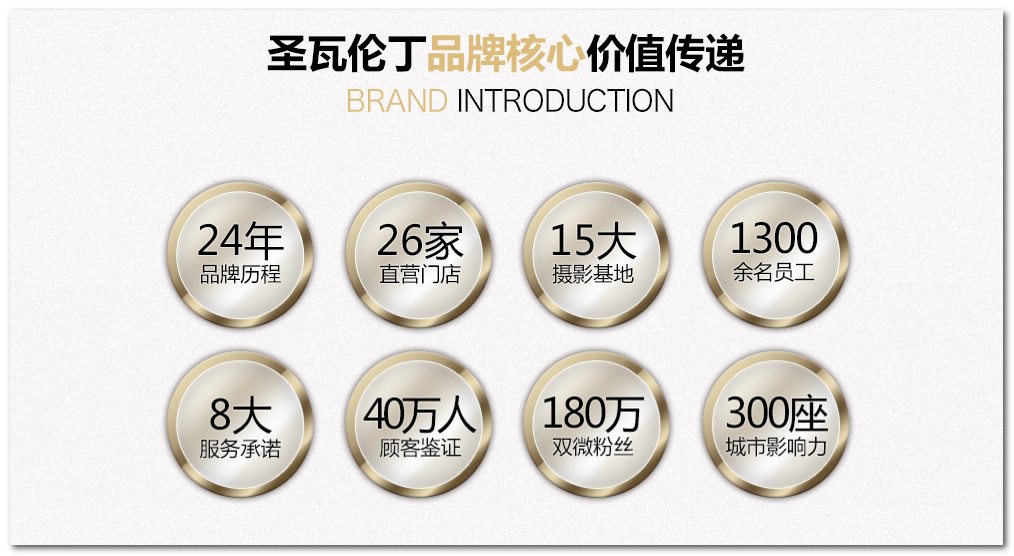 圣瓦伦丁品牌核心价值传递
BRAND INTRODUCTION
24年
品牌历程
26家
直营门店
15大
摄影基地
1300
余名员工
8大
服务承诺
40万人
顾客鉴证
180万
双微粉丝
300座
城市影响力